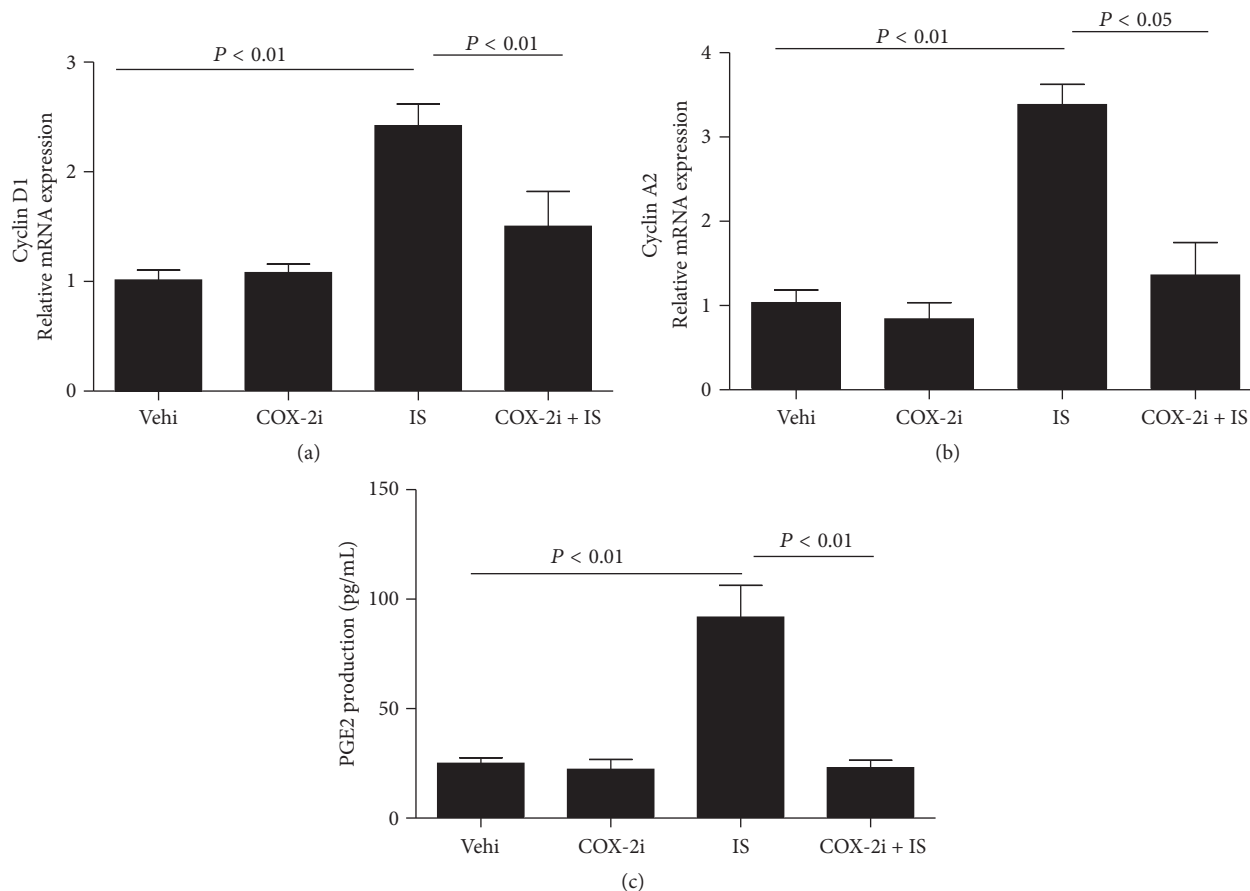 P < 0.01
P < 0.01
3
2
1
0
Cyclin D1
Relative mRNA expression
Vehi
COX-2i
IS
COX-2i + IS
(a)
P < 0.05
P < 0.01
4
3
2
1
0
Cyclin A2
Relative mRNA expression
Vehi
COX-2i
IS
COX-2i + IS
(b)
150
100
50
0
PGE2 production (pg/mL)
P < 0.01
P < 0.01
Vehi
COX-2i
IS
COX-2i + IS
(c)